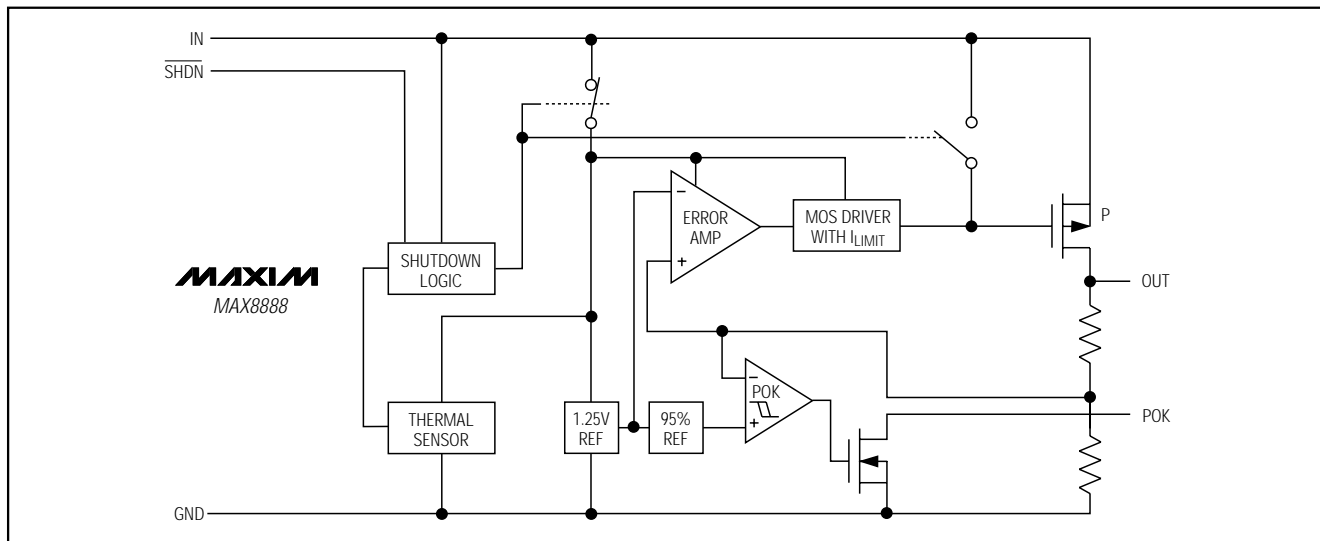 IN
SHDN
P
ERROR
AMP
MOS DRIVER
WITH ILIMIT
SHUTDOWN
LOGIC
MAXIM
MAX8888
OUT
POK
THERMAL
SENSOR
1.25V
REF
95%
REF
POK
GND